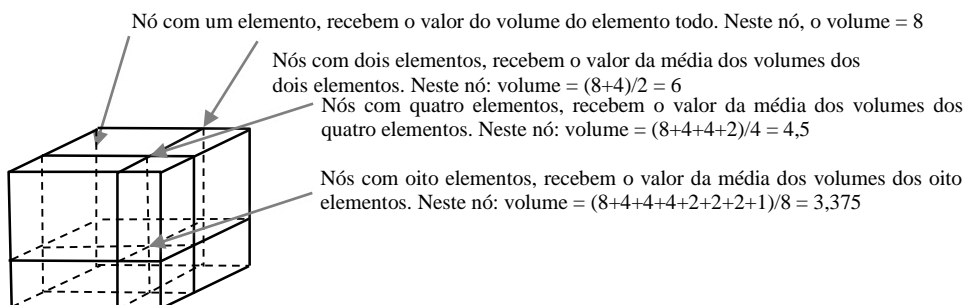 Nó com um elemento, recebem o valor do volume do elemento todo. Neste nó, o volume = 8
Nós com dois elementos, recebem o valor da média dos volumes dos
dois elementos. Neste nó: volume = (8+4)/2 = 6
Nós com quatro elementos, recebem o valor da média dos volumes dos
quatro elementos. Neste nó: volume = (8+4+4+2)/4 = 4,5
Nós com oito elementos, recebem o valor da média dos volumes dos oito
elementos. Neste nó: volume = (8+4+4+4+2+2+2+1)/8 = 3,375